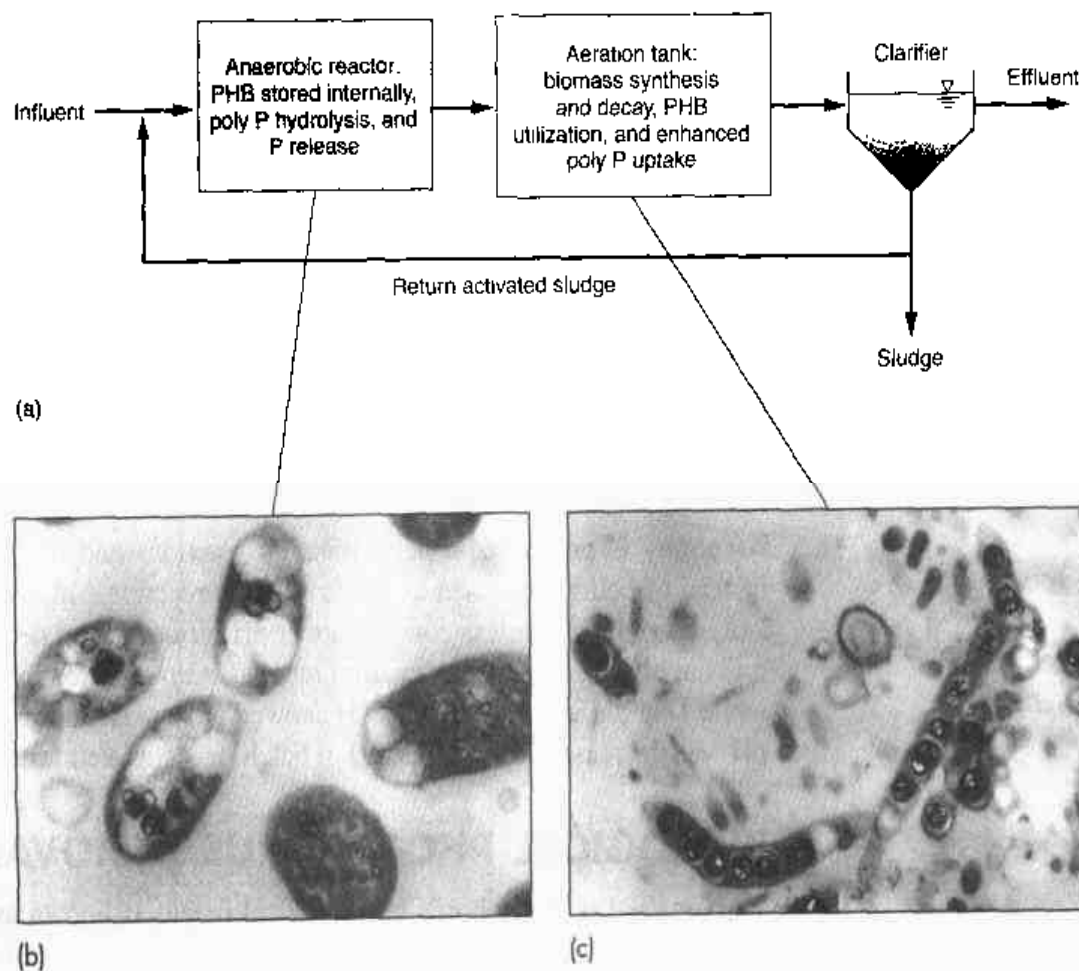 Influent
Anaerobic reactor.
PHB stored internally,
poly P hydrolysis, and
P release
Aeration tank:
biomass synthesis
and decay, PHB
utilization, and enhanced
poly P uptake
Clarifier
Effluent
Return activated sludge
Sludge
(a)
(b)
(c)